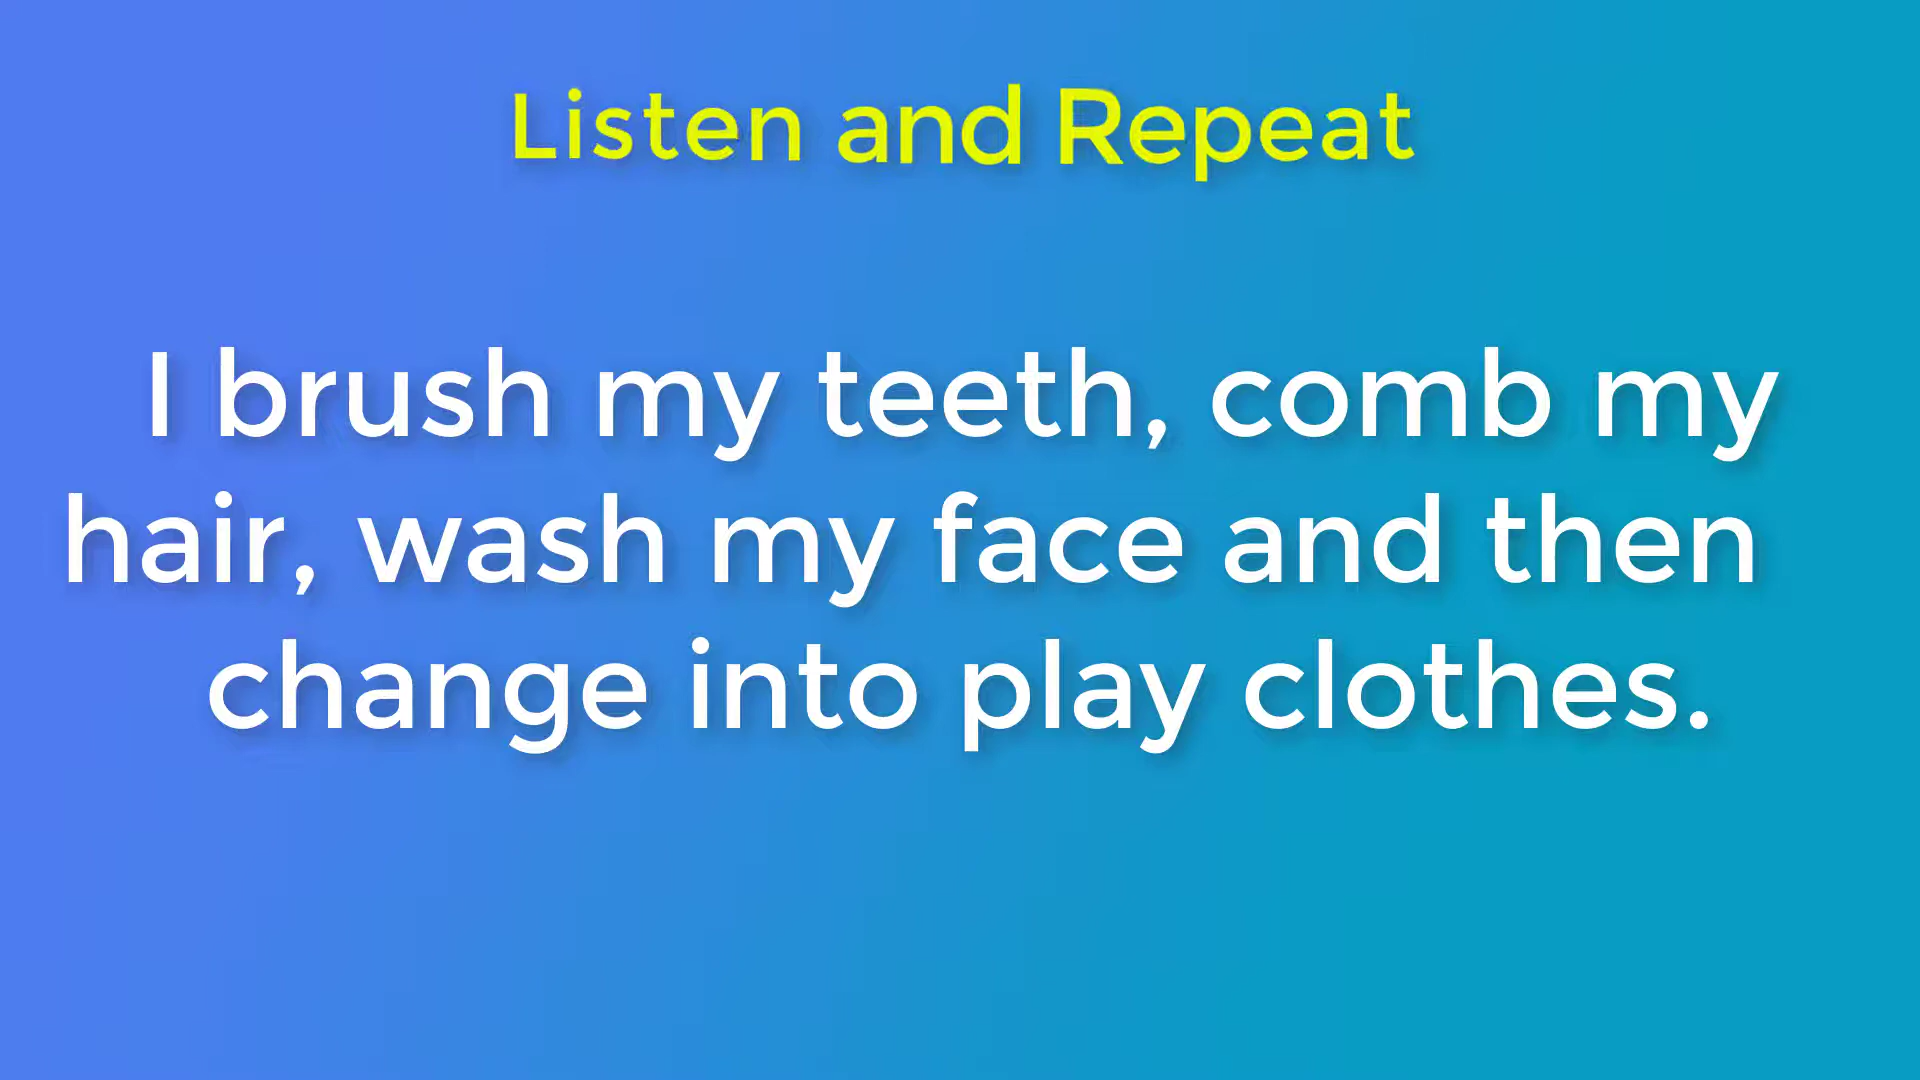 Listen and Repeat
I brush my teeth, comb my
hair, wash my face and then
change into play clothes.